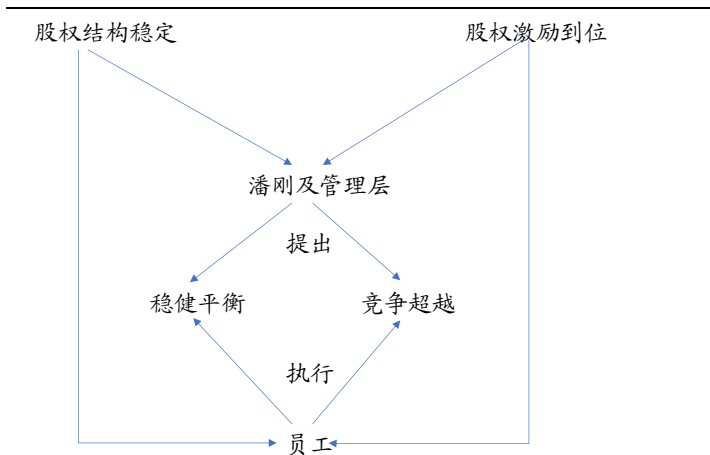 股权结构稳定
股权激励到位
潘刚及管理层
提出
稳健平衡
竞争超越
执行
员工